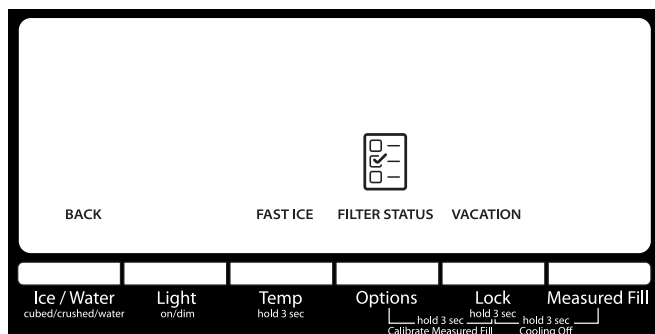 BACK FAST ICE FILTER STATUS VACATION
Ice / Water Light Temp Options Lock Measured Fill
cubed/crushed/water on/dim hold 3 sec hold 3 sec
hold 3 sec hold 3 sec
Calibrate Measured Fill Cooling Off